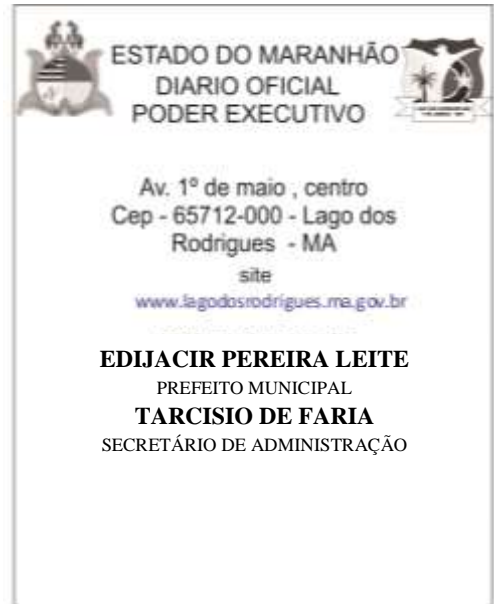 ESTADO DO MARANHÃO
DIARIO OFICIAL
PODER EXECUTIVO
Av. 1º de maio , centro
Cep - 65712-000 - Lago dos
Rodrigues - MA
site
www.lagodosrodrigues.ma.gov.br
EDIJACIR PEREIRA LEITE
PREFEITO MUNICIPAL
TARCISIO DE FARIA
SECRETÁRIO DE ADMINISTRAÇÃO